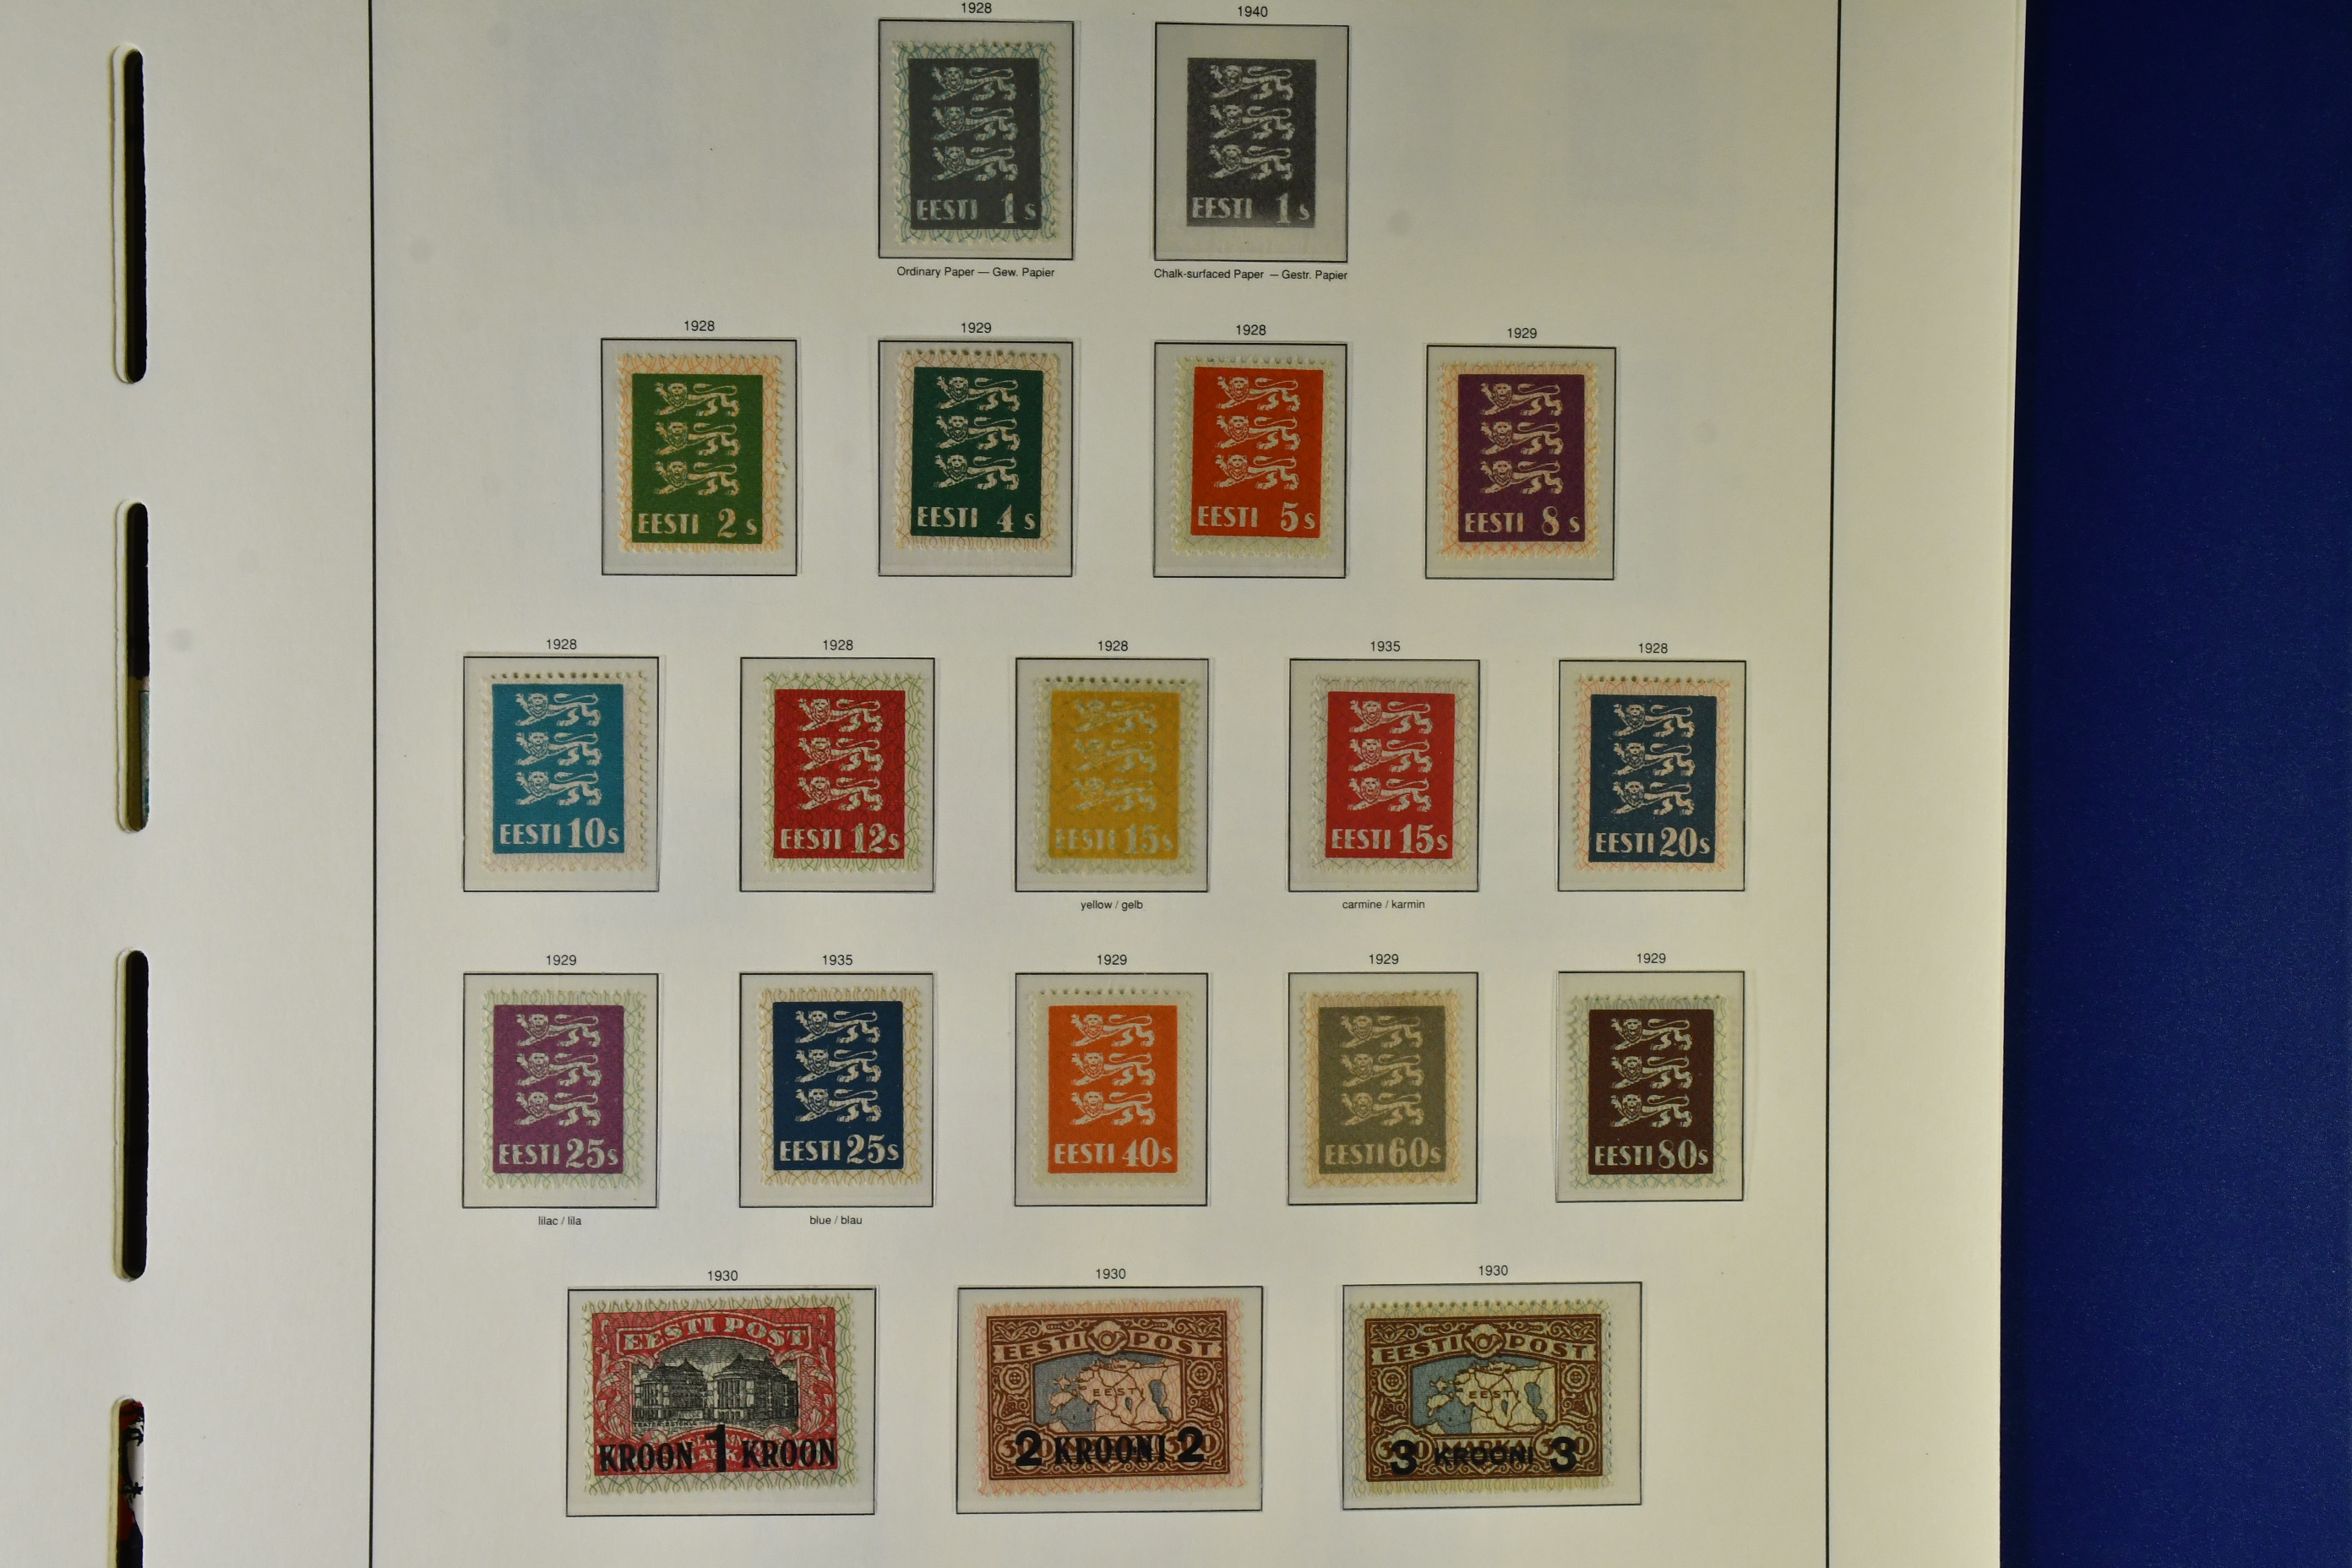 1928
1940
EESTI 1 s
EESTI 1 s
Ordinary Paper — Gew. Papier
Chalk-surfaced Paper — Gestr. Papier
1928
1929
1928
1929
EESTI 2 s
EESTI 4 s
EESTI 5 s
EESTI 8 s
1928
1928
1928
1935
1928
EESTI 10s
EESTI 12s
EESTI 15s
EESTI 15s
EESTI 20s
yellow / gelb
carmine / karmin
1929
1935
1929
1929
1929
EESTI 25s
EESTI 25s
EESTI 40s
EESTI 60s
EESTI 80s
lilac / lila
blue / blau
1930
1930
1930
EESTI POST
KROON 1 KROON
EESTI POST
EESTI
2 KROONI 2
EESTI POST
EESTI
3 KROONI 3